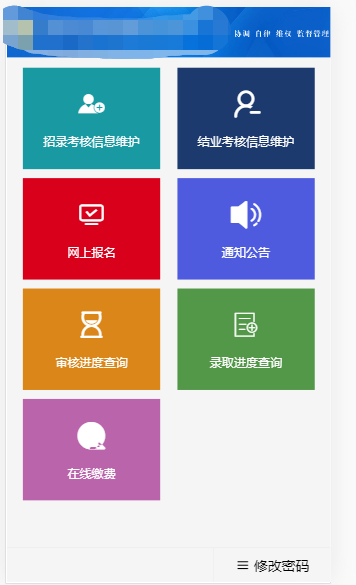 协调 自律 维权 监督管理
招录考核信息维护
结业考核信息维护
网上报名
通知公告
审核进度查询
录取进度查询
在线缴费
修改密码